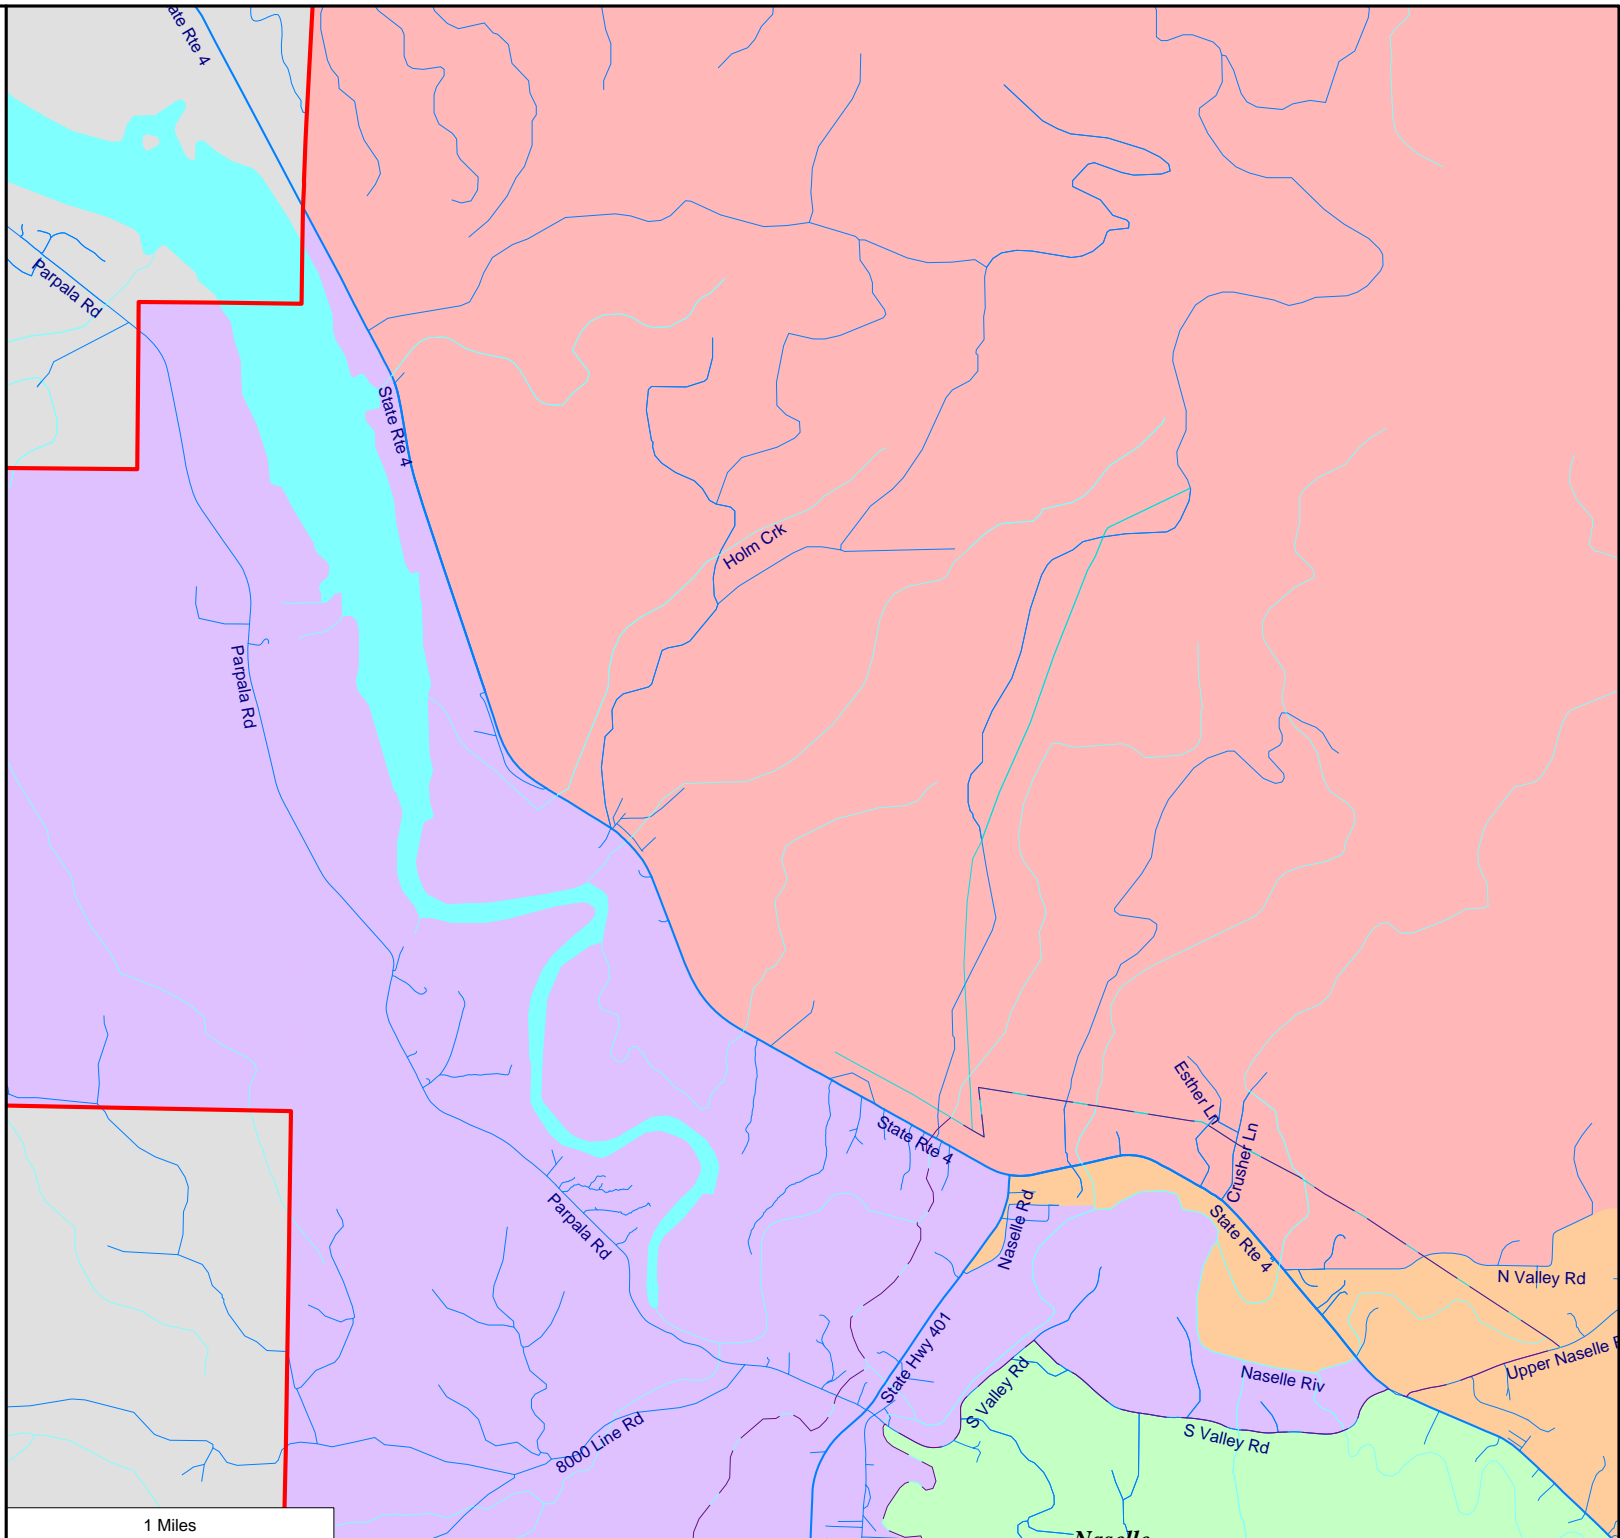 ate Rte 4
Parpala Rd
State Rte 4
Holm Crk
Parpala Rd
Esther Ln
Crusher Ln
State Rte 4
Parpala Rd
Naselle Rd
State Rte 4
N Valley Rd
Upper Naselle R
State Hwy 401
S Valley Rd
Naselle Riv
8000 Line Rd
S Valley Rd
1 Miles
Naselle